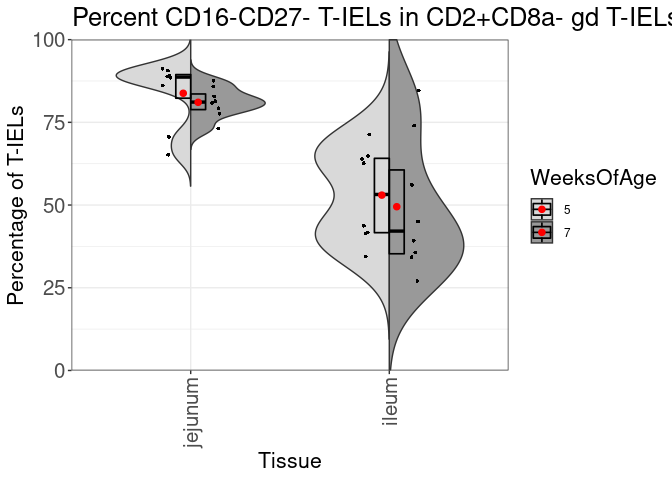 Percent CD16-CD27- T-IELs in CD2+CD8a- gd T-IELs
100
75
50
25
0
Percentage of T-IELs
jejunum
ileum
Tissue
WeeksOfAge
5
7